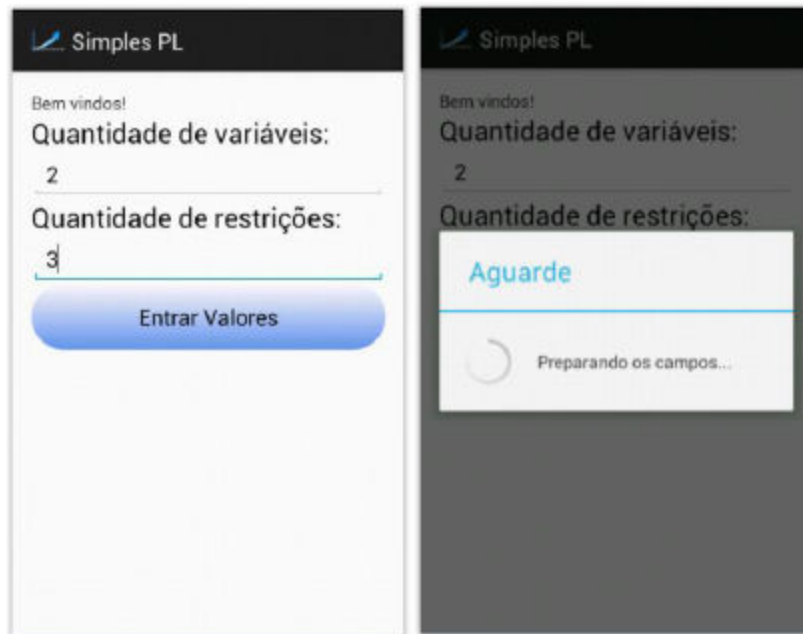 Simples PL
Bem vindos!
Quantidade de variáveis:
2
Quantidade de restrições:
3
Entrar Valores
Simples PL
Bem vindos!
Quantidade de variáveis:
2
Quantidade de restrições:
Aguarde
Preparando os campos...